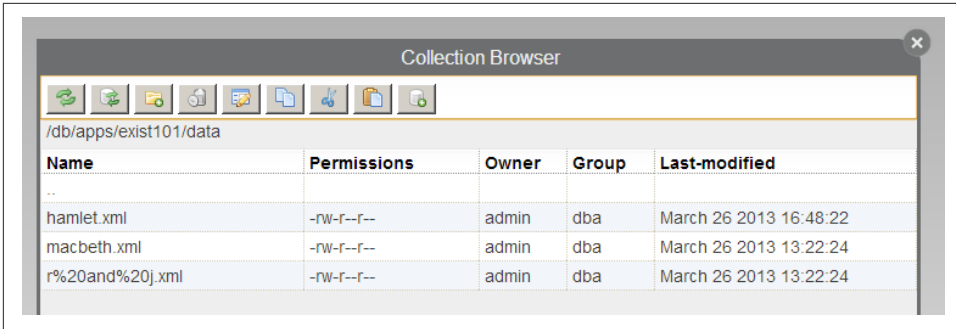 Collection Browser
/db/apps/exist101/data
Name Permissions Owner Group Last-modified
..
hamlet.xml -rw-r--r-- admin dba March 26 2013 16:48:22
macbeth.xml -rw-r--r-- admin dba March 26 2013 13:22:24
r%20and%20j.xml -rw-r--r-- admin dba March 26 2013 13:22:24